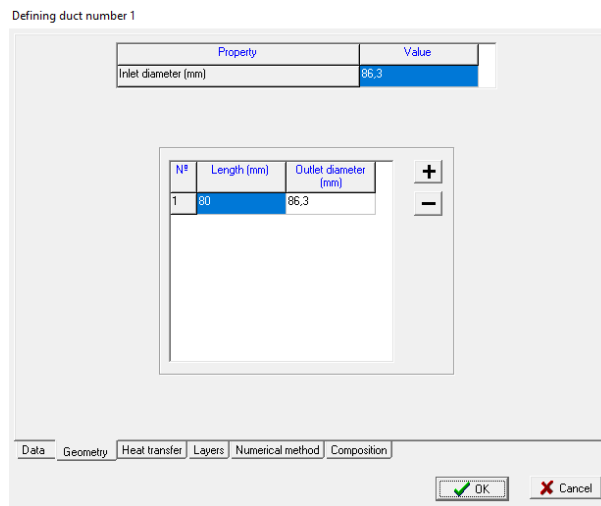 Defining duct number 1
Property Value
Inlet diameter (mm) 86,3
Nº Length (mm) Outlet diameter
(mm)
1 80 86,3
+
−
Data Geometry Heat transfer Layers Numerical method Composition
OK Cancel